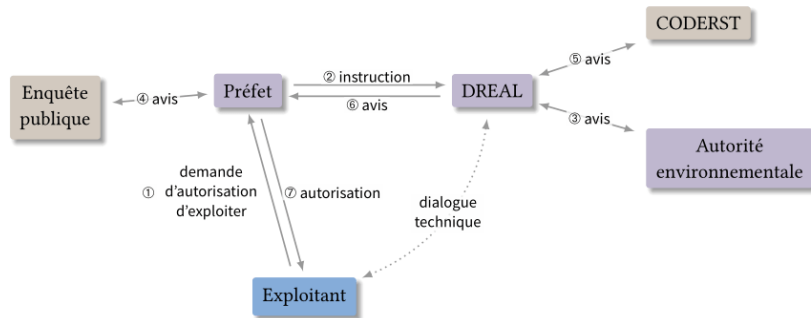 CODERST
⑤ avis
② instruction
Enquête
publique
④ avis
Préfet
DREAL
⑥ avis
③ avis
Autorité
environnementale
①
demande
d'autorisation
d'exploiter
⑦ autorisation
dialogue
technique
Exploitant